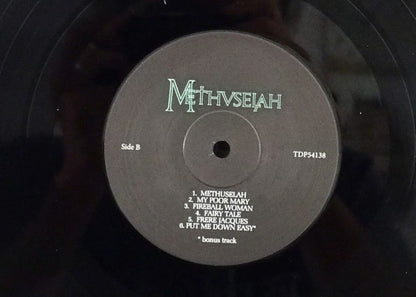 METHVSELAH
Side B
TDP54138
1. METHUSELAH
2. MY POOR MARY
3. FIREBALL WOMAN
4. FAIRY TALE
5. FRERE JACQUES
6. PUT ME DOWN EASY*
* bonus track